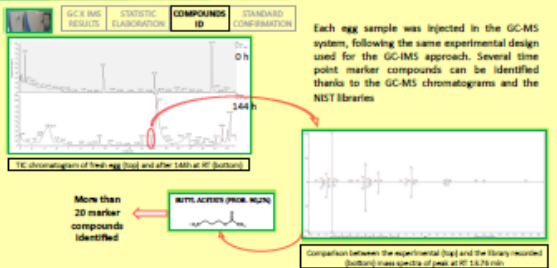 GC X IMS
RESULTS
STATISTIC
ELABORATION
COMPOUNDS
ID
STANDARD
CONFIRMATION
Each egg sample was injected in the GC-MS
system, following the same experimental design
used for the GC-IMS approach. Several time
point marker compounds can be identified
thanks to the GC-MS chromatograms and the
NIST libraries
0 h
144 h
TIC chromatogram of fresh egg (top) and after 144h at RT (bottom)
More than
20 marker
compounds
identified
BUTYL ACETATE (PROB. 90,2%)
Comparison between the experimental (top) and the library recorded
(bottom) mass spectra of peak at RT 13.76 min